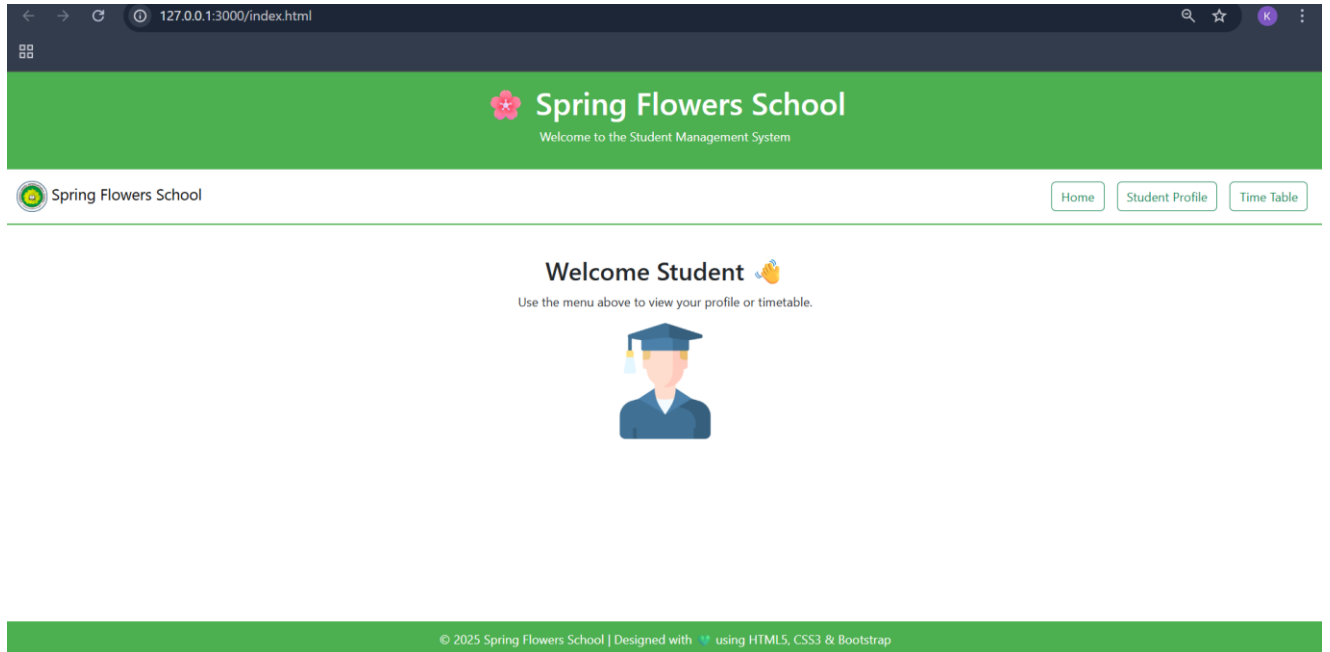 127.0.0.1:3000/index.html
K
🌸 Spring Flowers School
Welcome to the Student Management System
Spring Flowers School
Home
Student Profile
Time Table
Welcome Student 👋
Use the menu above to view your profile or timetable.
© 2025 Spring Flowers School | Designed with 💚 using HTML5, CSS3 & Bootstrap